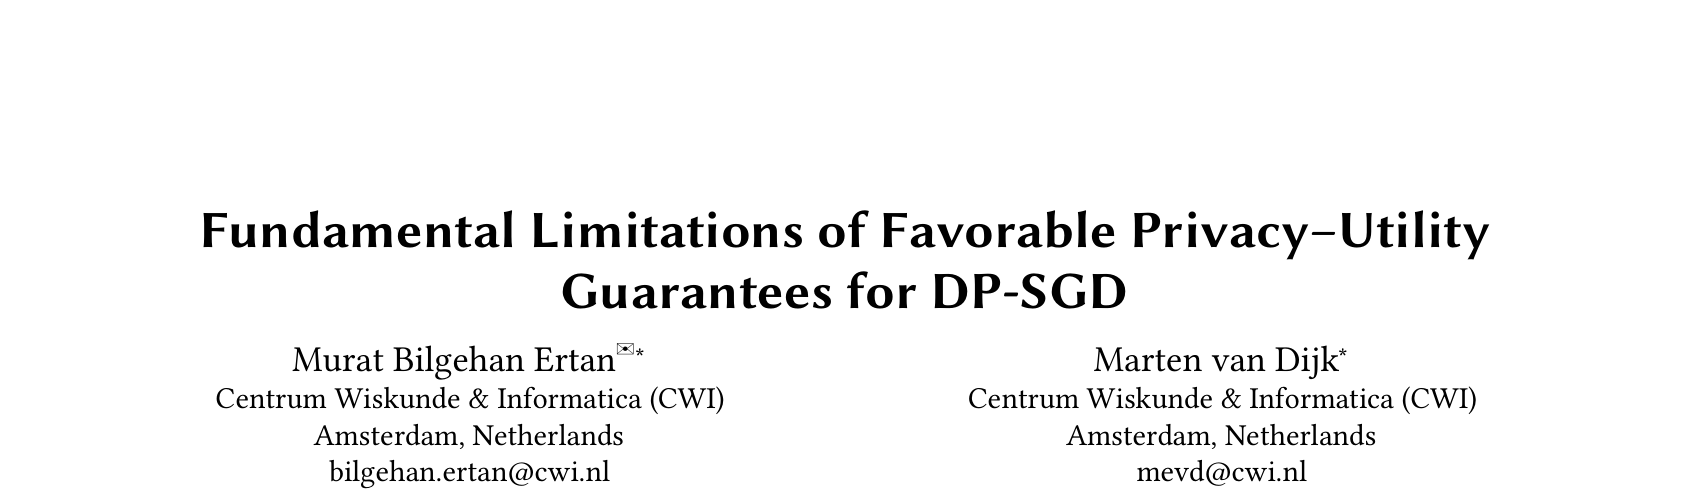 Fundamental Limitations of Favorable Privacy–Utility
Guarantees for DP-SGD
Murat Bilgehan Ertan✉*
Centrum Wiskunde & Informatica (CWI)
Amsterdam, Netherlands
bilgehan.ertan@cwi.nl
Marten van Dijk*
Centrum Wiskunde & Informatica (CWI)
Amsterdam, Netherlands
mevd@cwi.nl